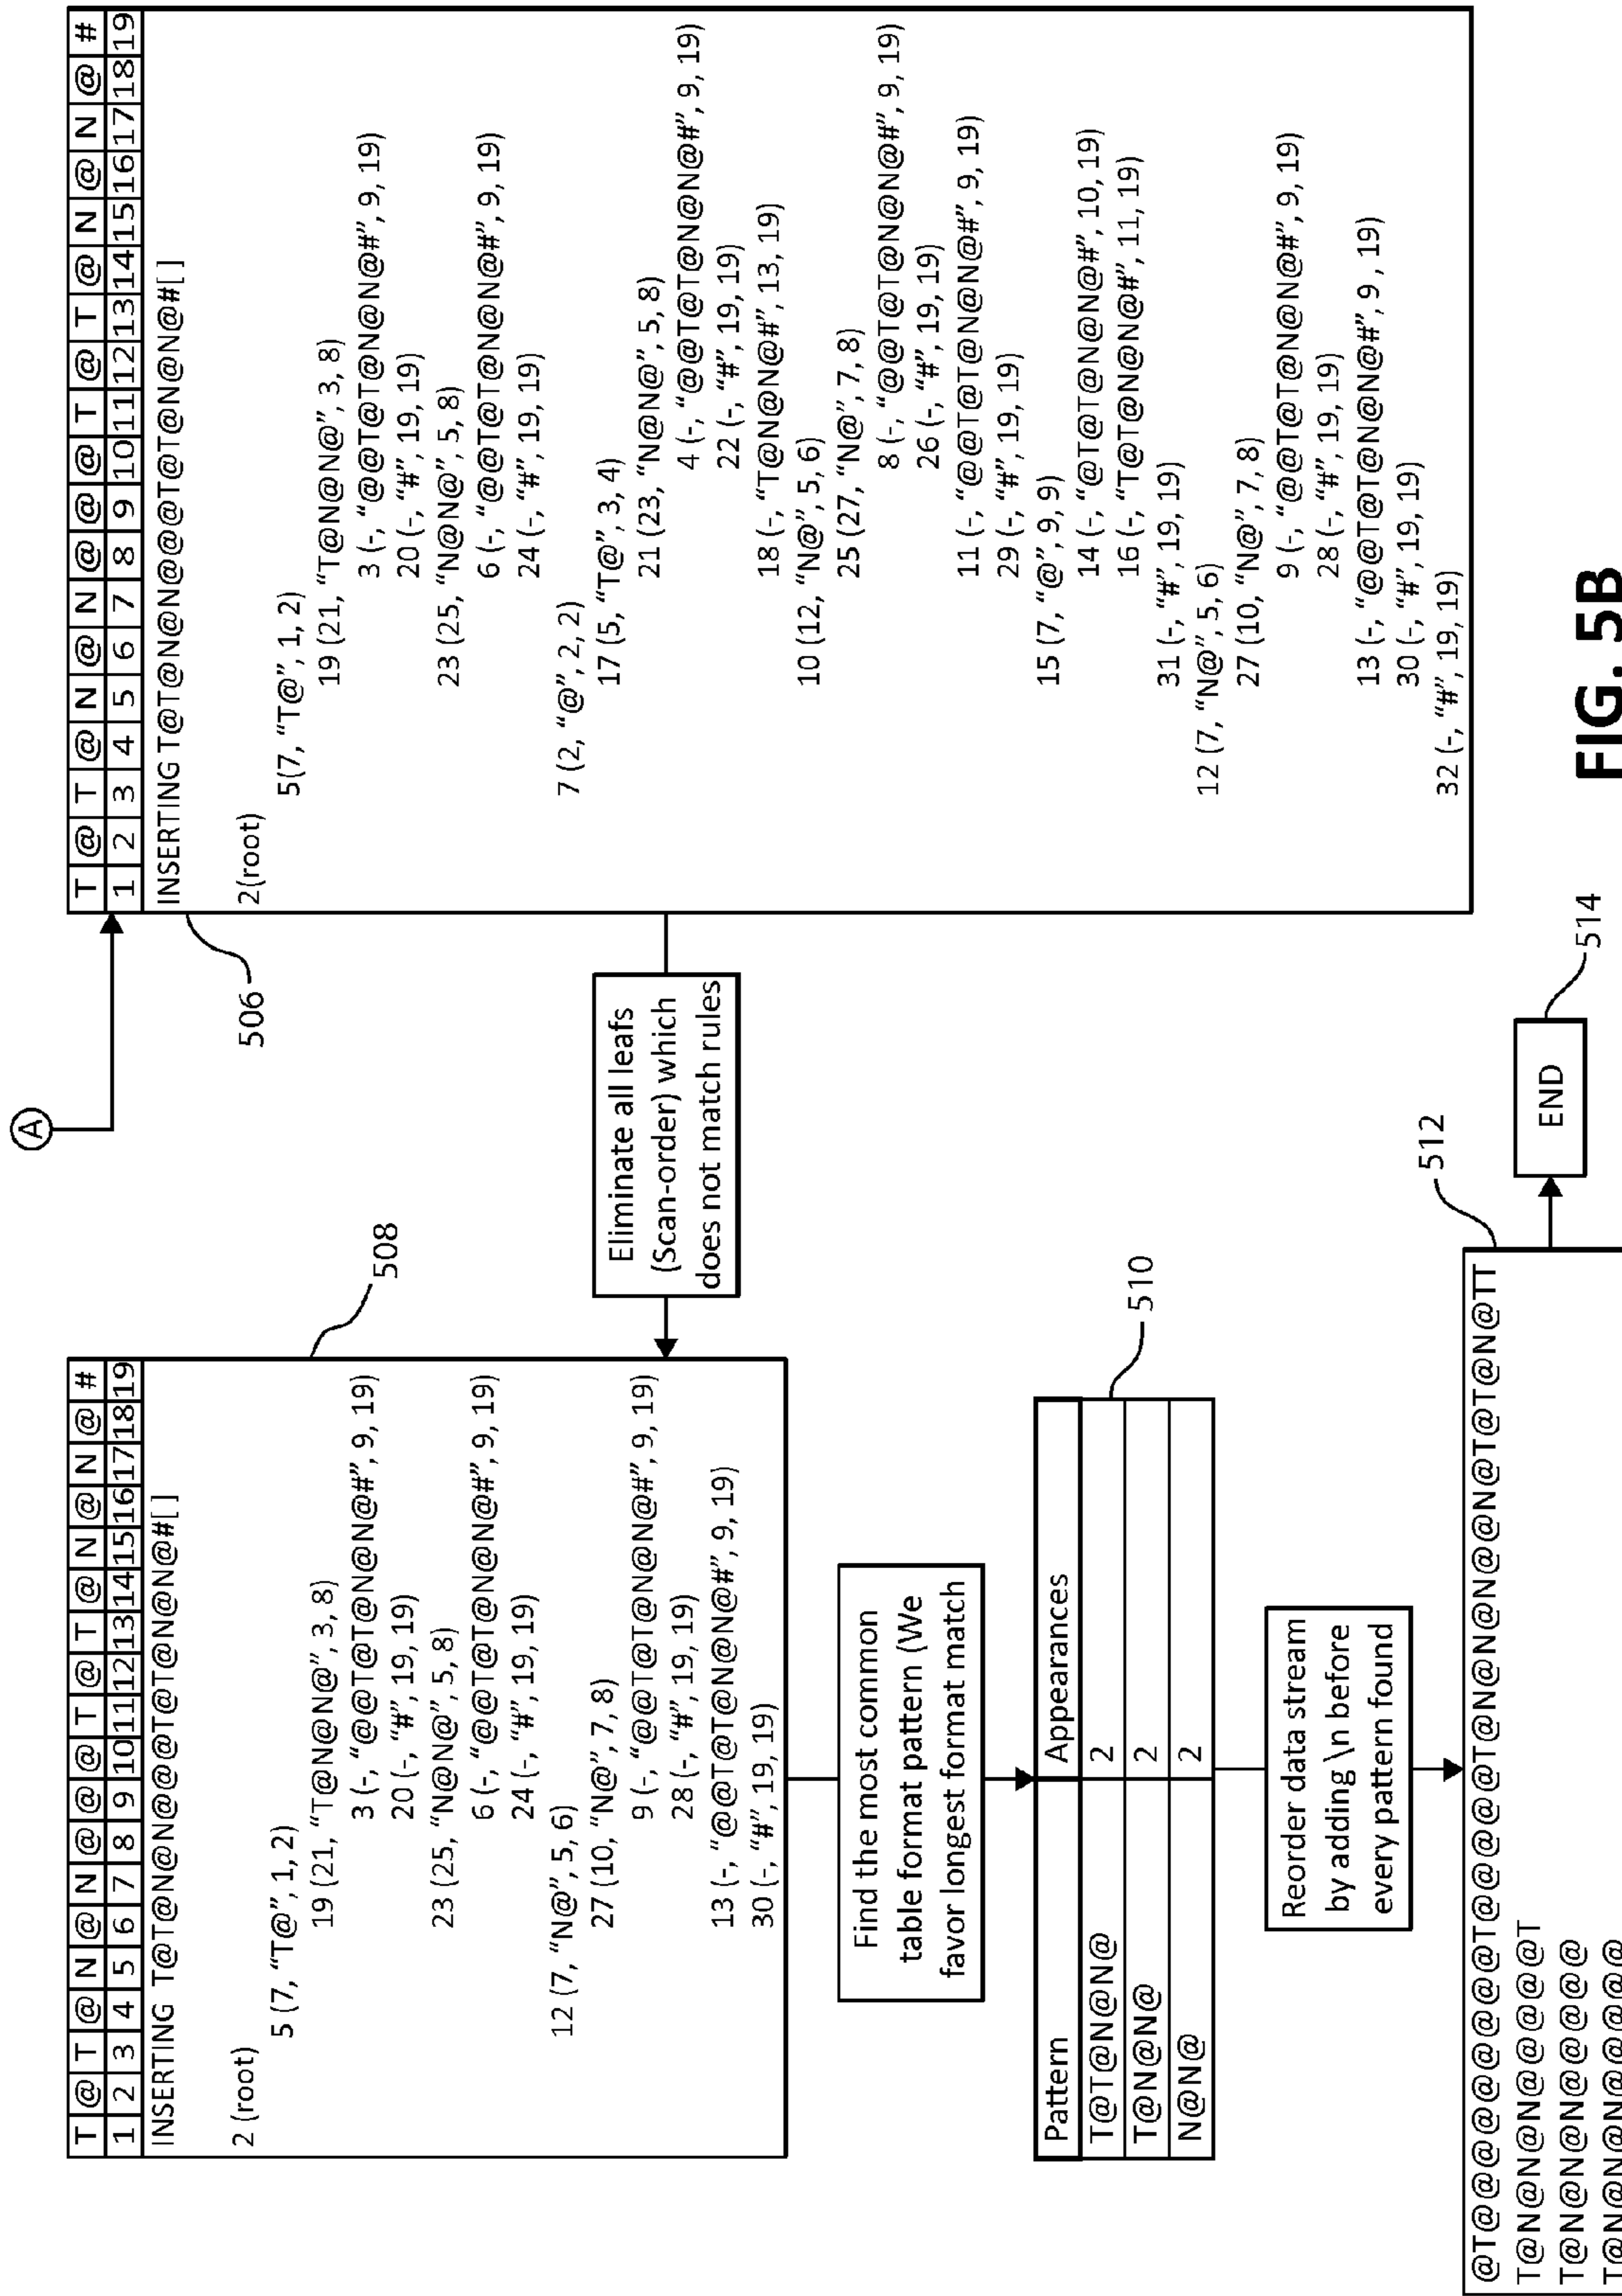 A
T @ T @ N @ N @ @ @ T @ T @ N @ N @ #
1 2 3 4 5 6 7 8 9 10 11 12 13 14 15 16 17 18 19
INSERTING T@T@N@N@@@T@T@N@N@#[ ]
2 (root)
5 (7, "T@", 1, 2)
19 (21, "T@N@N@", 3, 8)
3 (-, "@@T@T@N@N@#", 9, 19)
20 (-, "#", 19, 19)
23 (25, "N@N@", 5, 8)
6 (-, "@@T@T@N@N@#", 9, 19)
24 (-, "#", 19, 19)
12 (7, "N@", 5, 6)
27 (10, "N@", 7, 8)
9 (-, "@@T@T@N@N@#", 9, 19)
28 (-, "#", 19, 19)
13 (-, "@@T@T@N@N@#", 9, 19)
30 (-, "#", 19, 19)
508
Eliminate all leafs
(Scan-order) which
does not match rules
T @ T @ N @ N @ @ @ T @ T @ N @ N @ #
1 2 3 4 5 6 7 8 9 10 11 12 13 14 15 16 17 18 19
INSERTING T@T@N@N@@@T@T@N@N@#[ ]
2(root)
5(7, "T@", 1, 2)
19 (21, "T@N@N@", 3, 8)
3 (-, "@@T@T@N@N@#", 9, 19)
20 (-, "#", 19, 19)
23 (25, "N@N@", 5, 8)
6 (-, "@@T@T@N@N@#", 9, 19)
24 (-, "#", 19, 19)
7 (2, "@", 2, 2)
17 (5, "T@", 3, 4)
21 (23, "N@N@", 5, 8)
4 (-, "@@T@T@N@N@#", 9, 19)
22 (-, "#", 19, 19)
18 (-, "T@N@N@#", 13, 19)
10 (12, "N@", 5, 6)
25 (27, "N@", 7, 8)
8 (-, "@@T@T@N@N@#", 9, 19)
26 (-, "#", 19, 19)
11 (-, "@@T@T@N@N@#", 9, 19)
29 (-, "#", 19, 19)
15 (7, "@", 9, 9)
14 (-, "@T@T@N@N@#", 10, 19)
16 (-, "T@T@N@N@#", 11, 19)
31 (-, "#", 19, 19)
12 (7, "N@", 5, 6)
27 (10, "N@", 7, 8)
9 (-, "@@T@T@N@N@#", 9, 19)
28 (-, "#", 19, 19)
13 (-, "@@T@T@N@N@#", 9 , 19)
30 (-, "#", 19, 19)
32 (-, "#", 19, 19)
506
Find the most common
table format pattern (We
favor longest format match
Pattern Appearances
T@T@N@N@ 2
T@N@N@ 2
N@N@ 2
510
Reorder data stream
by adding \n before
every pattern found
@T@@@@@@@T@@@@@T@N@N@N@N@@N@T@T@N@TT
T@N@N@@@@@@T
T@N@N@@@@@@
T@N@N@@@@@@
512
END
514
FIG. 5B